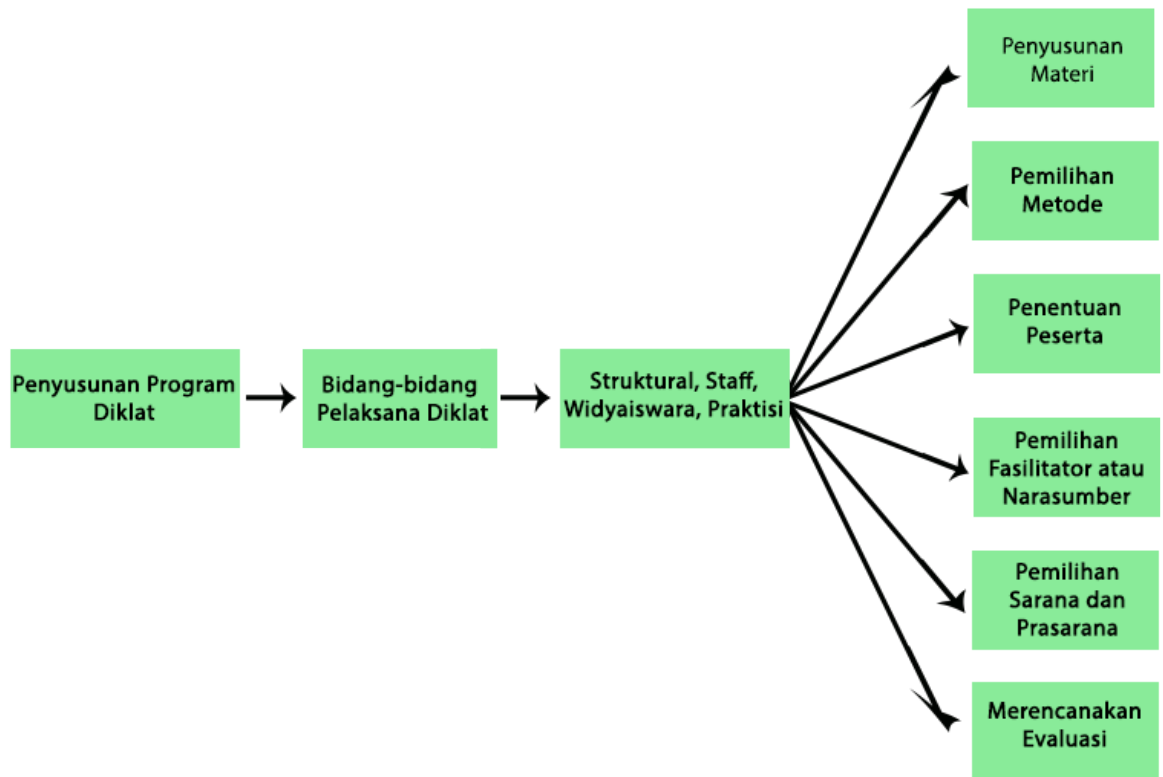 Penyusunan Program
Diklat
Bidang-bidang
Pelaksana Diklat
Struktural, Staff,
Widyaiswara, Praktisi
Penyusunan
Materi
Pemilihan
Metode
Penentuan
Peserta
Pemilihan
Fasilitator atau
Narasumber
Pemilihan
Sarana dan
Prasarana
Merencanakan
Evaluasi